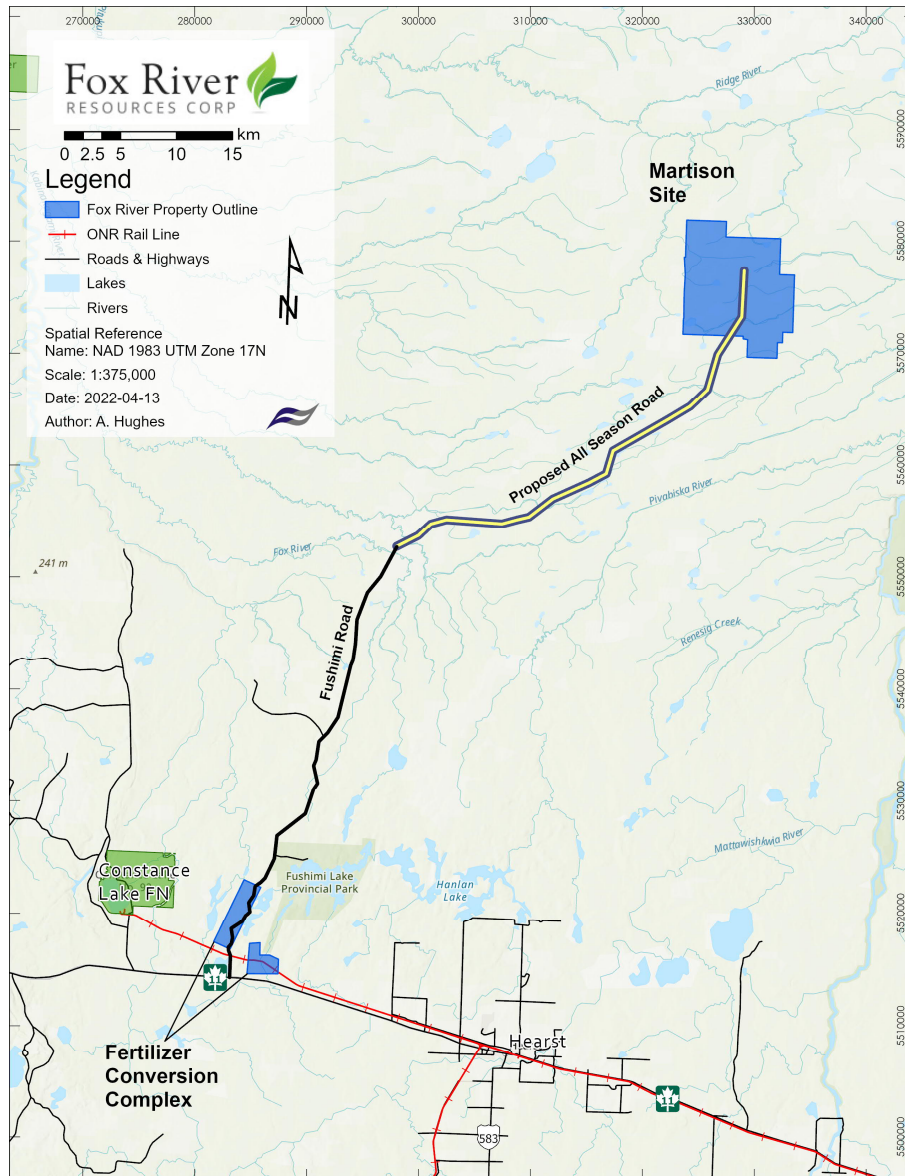 270000
280000
290000
300000
310000
320000
330000
340000
Fox River
RESOURCES CORP
km
0 2.5 5 10 15
Legend
Fox River Property Outline
ONR Rail Line
Roads & Highways
Lakes
Rivers
N
Spatial Reference
Name: NAD 1983 UTM Zone 17N
Scale: 1:375,000
Date: 2022-04-13
Author: A. Hughes
Ridge River
Martison
Site
Proposed All Season Road
Pivabiska River
Fox River
241 m
Fushimi Road
Renesig Creek
Mattawishkwia River
Constance
Lake FN
Fushimi Lake
Provincial Park
Hanlan
Lake
11
Fertilizer
Conversion
Complex
Hearst
11
583
5590000
5580000
5570000
5560000
5550000
5540000
5530000
5520000
5510000
5500000